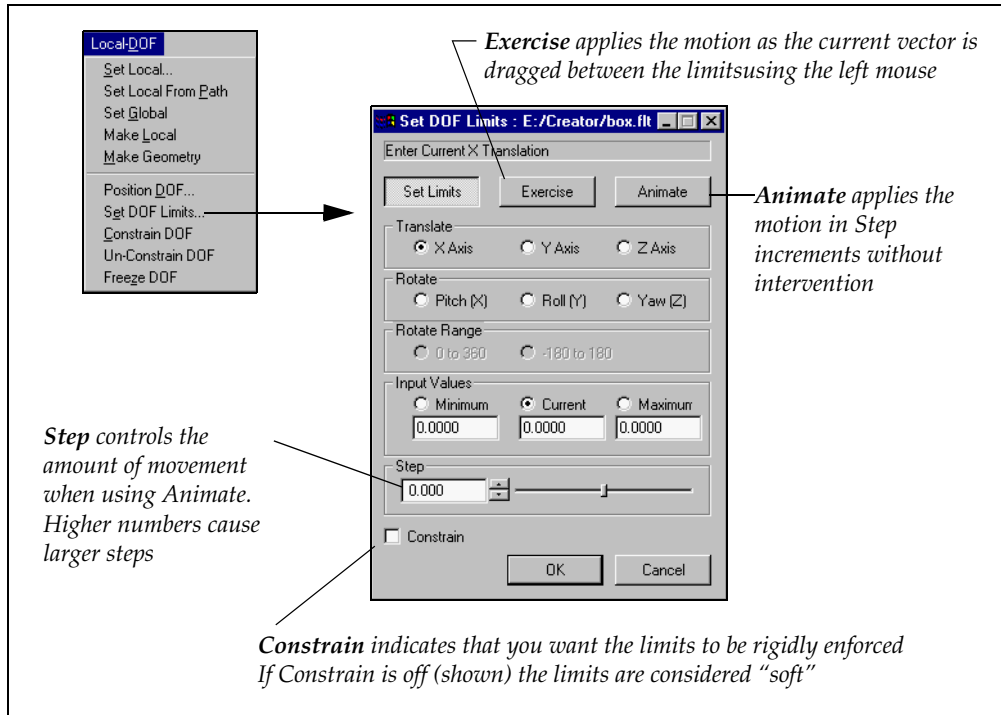 Local-DOF
Set Local...
Set Local From Path
Set Global
Make Local
Make Geometry
Position DOF...
Set DOF Limits...
Constrain DOF
Un-Constrain DOF
Freeze DOF
Exercise applies the motion as the current vector is
dragged between the limitsusing the left mouse
Set DOF Limits : E:/Creator/box.flt
Enter Current X Translation
Set Limits Exercise Animate
Translate
X Axis Y Axis Z Axis
Rotate
Pitch (X) Roll (Y) Yaw (Z)
Rotate Range
0 to 360 -180 to 180
Input Values
Minimum Current Maximum
0.0000 0.0000 0.0000
Step
0.000
Constrain
OK Cancel
Animate applies the
motion in Step
increments without
intervention
Step controls the
amount of movement
when using Animate.
Higher numbers cause
larger steps
Constrain indicates that you want the limits to be rigidly enforced
If Constrain is off (shown) the limits are considered “soft”